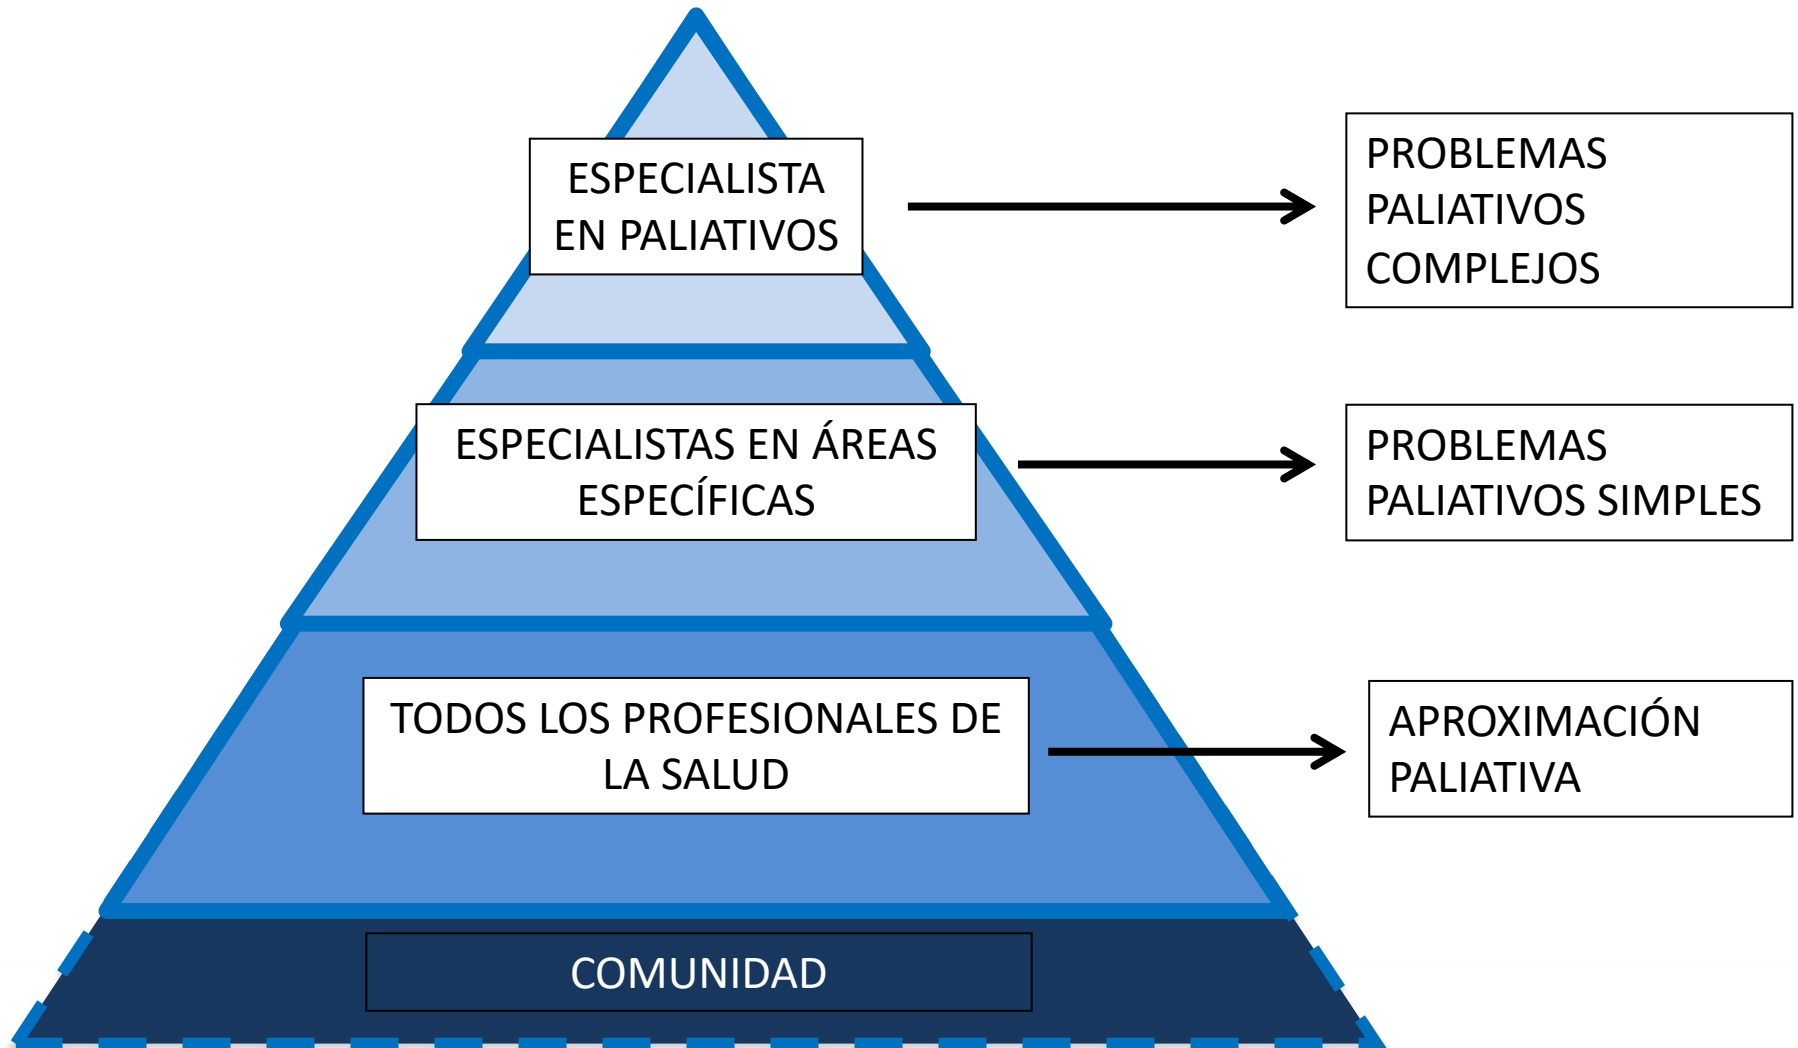 ESPECIALISTA
EN PALIATIVOS
PROBLEMAS
PALIATIVOS
COMPLEJOS
ESPECIALISTAS EN ÁREAS
ESPECÍFICAS
PROBLEMAS
PALIATIVOS SIMPLES
TODOS LOS PROFESIONALES DE
LA SALUD
APROXIMACIÓN
PALIATIVA
COMUNIDAD